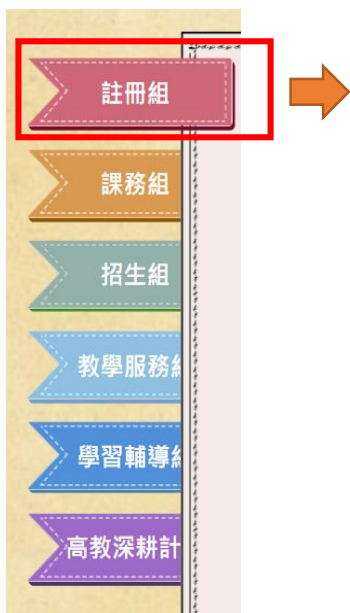 註冊組
課務組
招生組
教學服務
學習輔導
高教深耕計